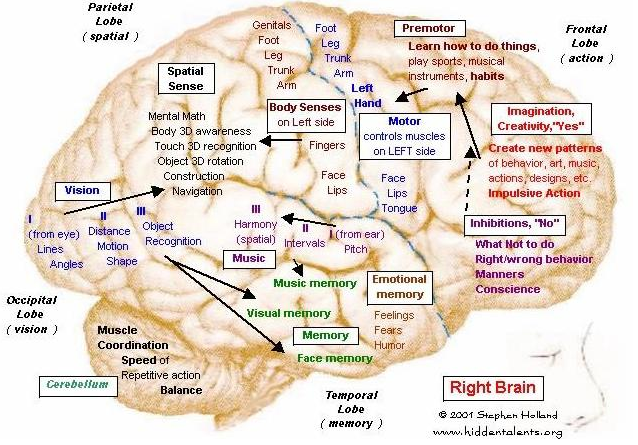 Parietal
Lobe
( spatial )
Frontal
Lobe
( action )
Genitals
Foot
Leg
Trunk
Arm
Foot
Leg
Trunk
Arm
Left
Hand
Premotor
Learn how to do things,
play sports, musical
instruments, habits
Spatial
Sense
Mental Math
Body 3D awareness
Touch 3D recognition
Object 3D rotation
Construction
Navigation
Body Senses
on Left side
Fingers
Face
Lips
Motor
controls muscles
on LEFT side
Face
Lips
Tongue
Imagination,
Creativity,"Yes"
Create new patterns
of behavior, art, music,
actions, designs, etc.
Impulsive Action
Inhibitions, "No"
What Not to do
Right/wrong behavior
Manners
Conscience
Vision
I
(from eye)
Lines
Angles
II
Distance
Motion
Shape
III
Object
Recognition
III
Harmony
(spatial)
II
Intervals
I
(from ear)
Pitch
Music
Music memory
Visual memory
Memory
Face memory
Emotional
memory
Feelings
Fears
Humor
Occipital
Lobe
( vision )
Muscle
Coordination
Speed of
Repetitive action
Balance
Cerebellum
Temporal
Lobe
( memory )
Right Brain
© 2001 Stephen Holland
www.hiddentalents.org